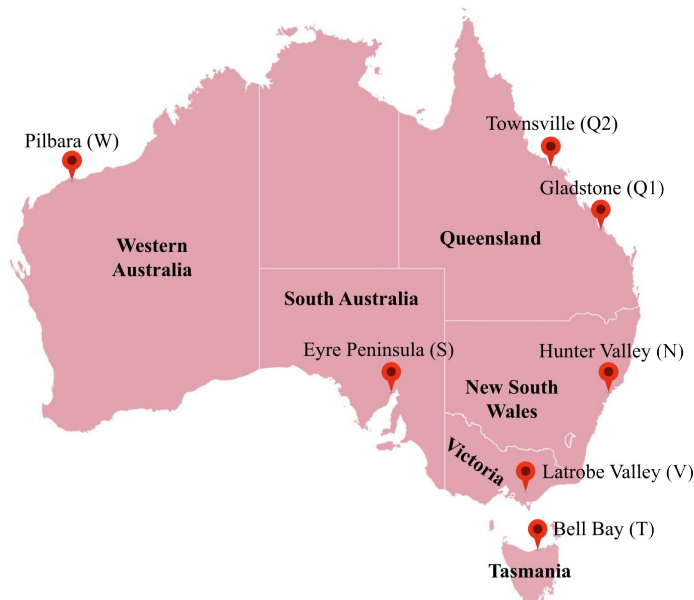 Townsville (Q2)
Pilbara (W)
Gladstone (Q1)
Western
Australia
Queensland
South Australia
Eyre Peninsula (S)
Hunter Valley (N)
New South
Wales
Victoria
Latrobe Valley (V)
Bell Bay (T)
Tasmania